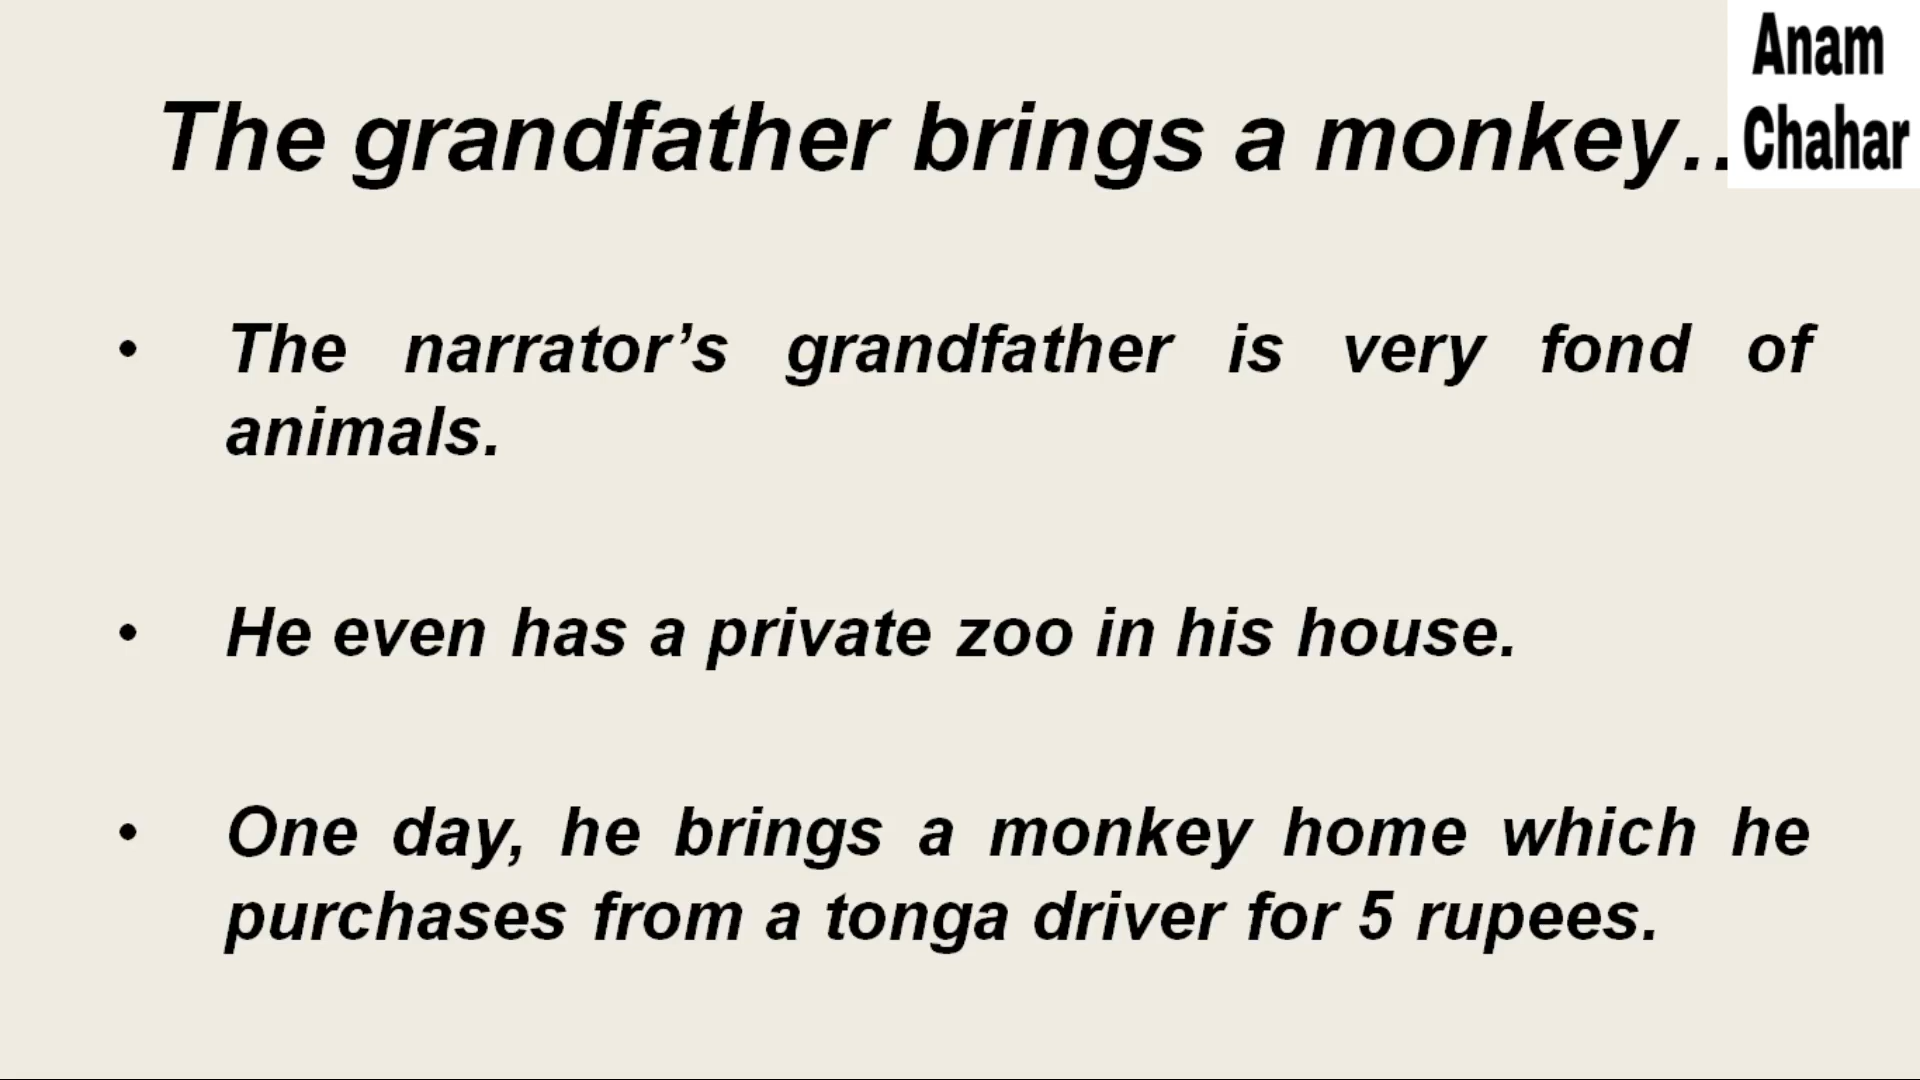 Anam
Chahar
The grandfather brings a monkey..
• The narrator’s grandfather is very fond of
animals.
• He even has a private zoo in his house.
• One day, he brings a monkey home which he
purchases from a tonga driver for 5 rupees.